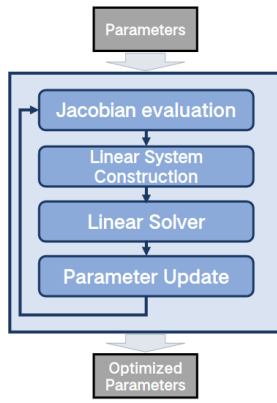 Parameters
Jacobian evaluation
Linear System
Construction
Linear Solver
Parameter Update
Optimized
Parameters